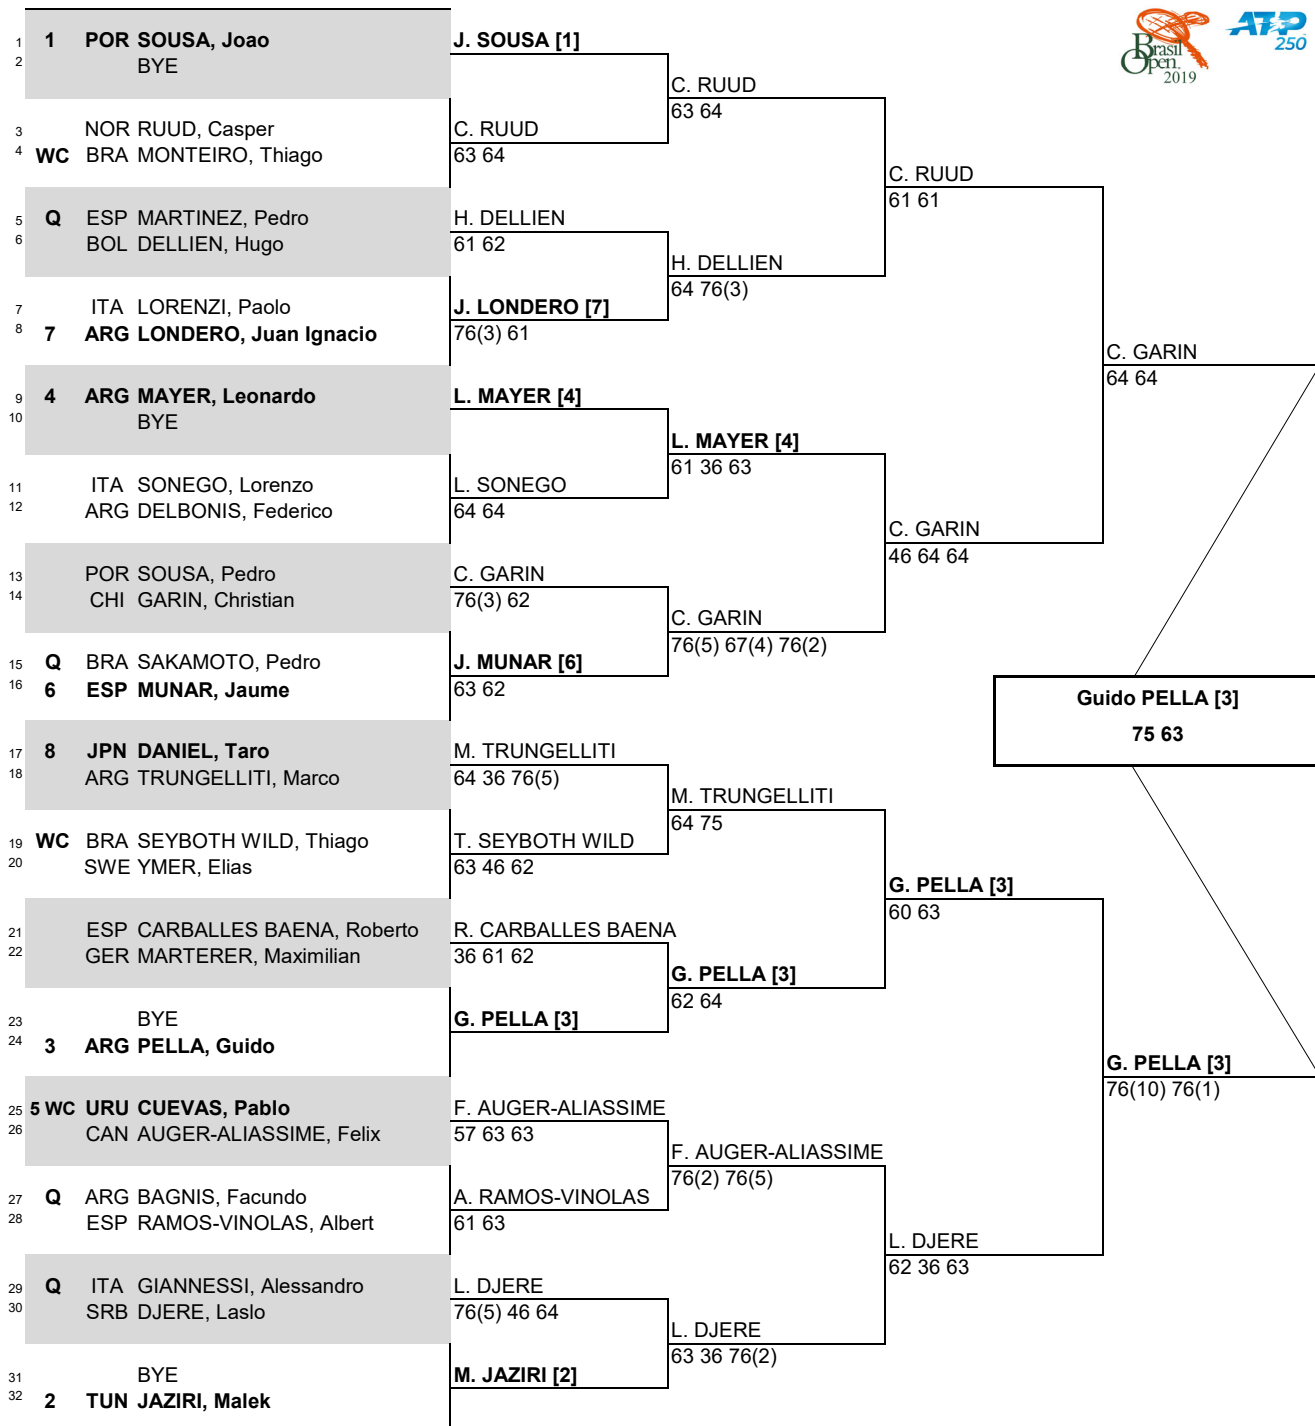 Brasil Open 2019
ATP 250
1 1 POR SOUSA, Joao
2 BYE
3 NOR RUUD, Casper
4 WC BRA MONTEIRO, Thiago
5 Q ESP MARTINEZ, Pedro
6 BOL DELLIEN, Hugo
7 ITA LORENZI, Paolo
8 7 ARG LONDERO, Juan Ignacio
9 4 ARG MAYER, Leonardo
10 BYE
11 ITA SONEGO, Lorenzo
12 ARG DELBONIS, Federico
13 POR SOUSA, Pedro
14 CHI GARIN, Christian
15 Q BRA SAKAMOTO, Pedro
16 6 ESP MUNAR, Jaume
17 8 JPN DANIEL, Taro
18 ARG TRUNGELLITI, Marco
19 WC BRA SEYBOTH WILD, Thiago
20 SWE YMER, Elias
21 ESP CARBALLES BAENA, Roberto
22 GER MARTERER, Maximilian
23 BYE
24 3 ARG PELLA, Guido
25 5 WC URU CUEVAS, Pablo
26 CAN AUGER-ALIASSIME, Felix
27 Q ARG BAGNIS, Facundo
28 ESP RAMOS-VINOLAS, Albert
29 Q ITA GIANNESSI, Alessandro
30 SRB DJERE, Laslo
31 BYE
32 2 TUN JAZIRI, Malek
J. SOUSA [1]
C. RUUD
63 64
H. DELLIEN
61 62
J. LONDERO [7]
76(3) 61
L. MAYER [4]
L. SONEGO
64 64
C. GARIN
76(3) 62
J. MUNAR [6]
63 62
M. TRUNGELLITI
64 36 76(5)
T. SEYBOTH WILD
63 46 62
R. CARBALLES BAENA
36 61 62
G. PELLA [3]
F. AUGER-ALIASSIME
57 63 63
A. RAMOS-VINOLAS
61 63
L. DJERE
76(5) 46 64
M. JAZIRI [2]
C. RUUD
63 64
H. DELLIEN
64 76(3)
L. MAYER [4]
61 36 63
C. GARIN
76(5) 67(4) 76(2)
M. TRUNGELLITI
64 75
G. PELLA [3]
62 64
F. AUGER-ALIASSIME
76(2) 76(5)
L. DJERE
63 36 76(2)
C. RUUD
61 61
C. GARIN
46 64 64
G. PELLA [3]
60 63
L. DJERE
62 36 63
C. GARIN
64 64
G. PELLA [3]
76(10) 76(1)
Guido PELLA [3]
75 63